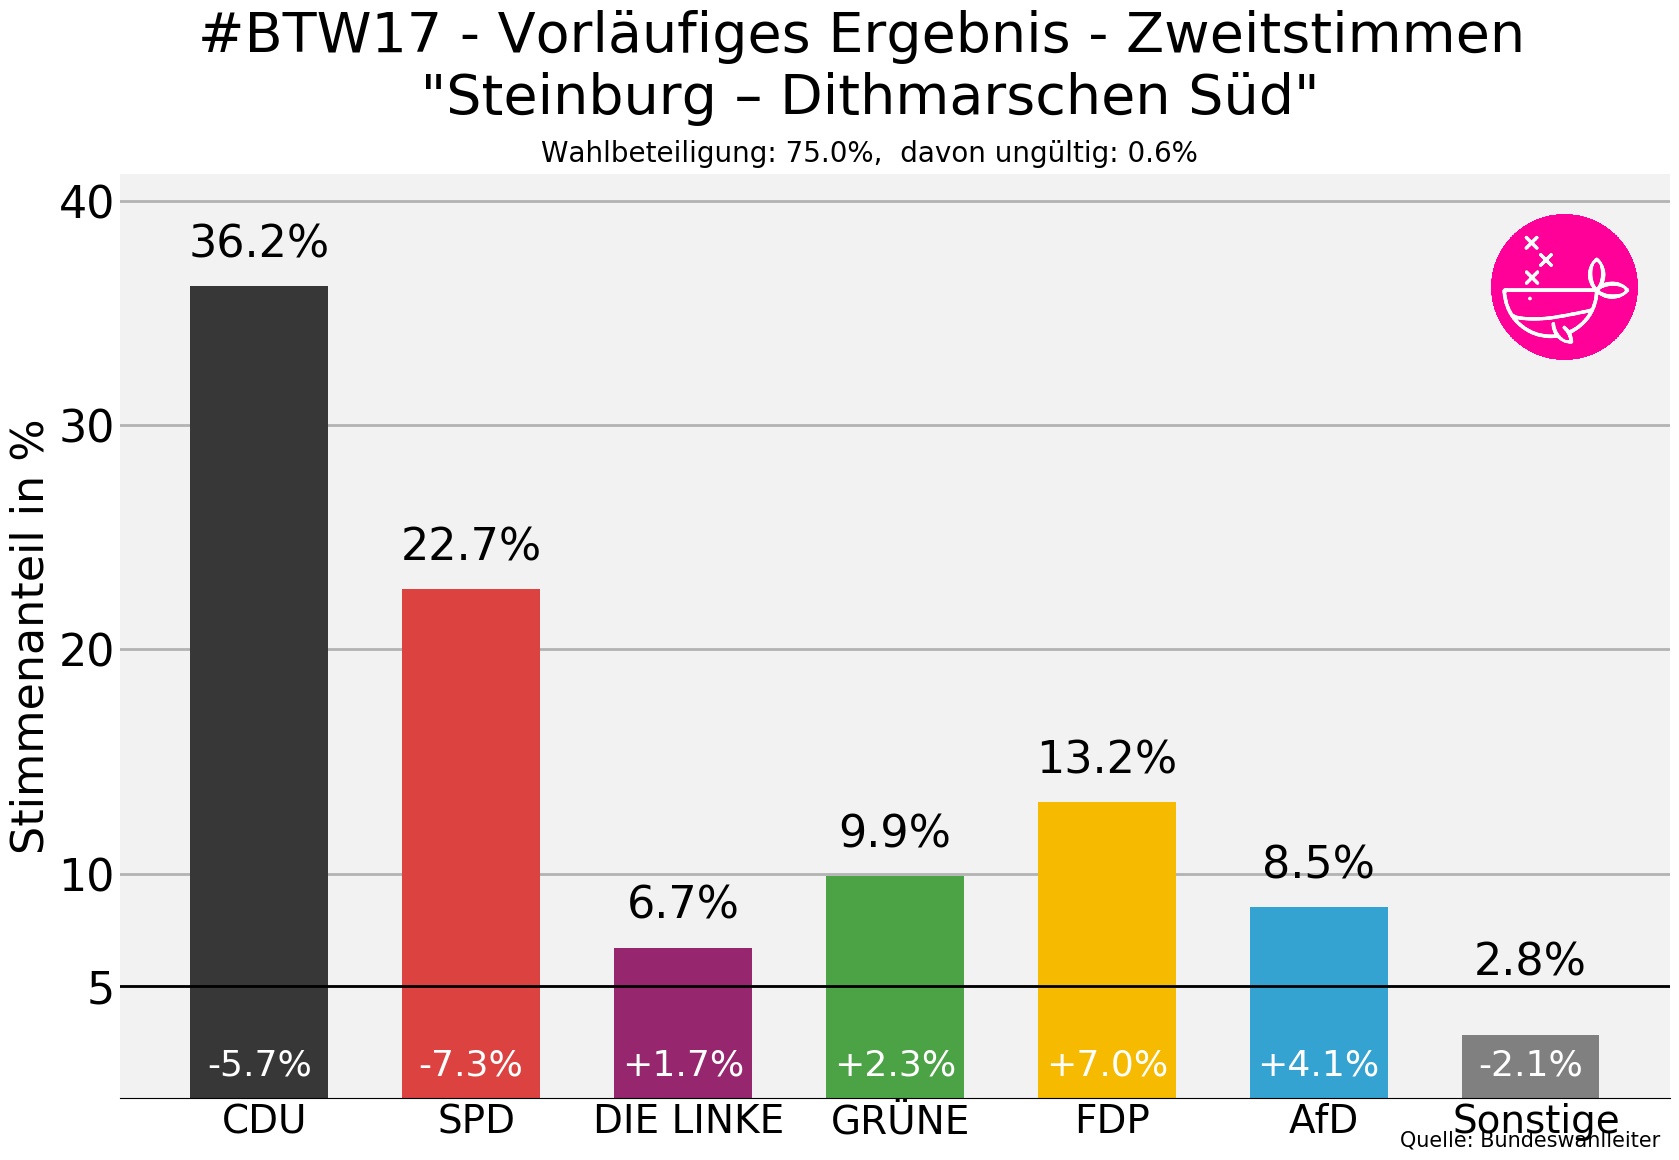 #BTW17 - Vorläufiges Ergebnis - Zweitstimmen
"Steinburg – Dithmarschen Süd"
Wahlbeteiligung: 75.0%,  davon ungültig: 0.6%
Stimmenanteil in %
40
30
20
10
5
36.2%
22.7%
6.7%
9.9%
13.2%
8.5%
2.8%
-5.7%
-7.3%
+1.7%
+2.3%
+7.0%
+4.1%
-2.1%
CDU
SPD
DIE LINKE
GRÜNE
FDP
AfD
Sonstige
Quelle: Bundeswahlleiter